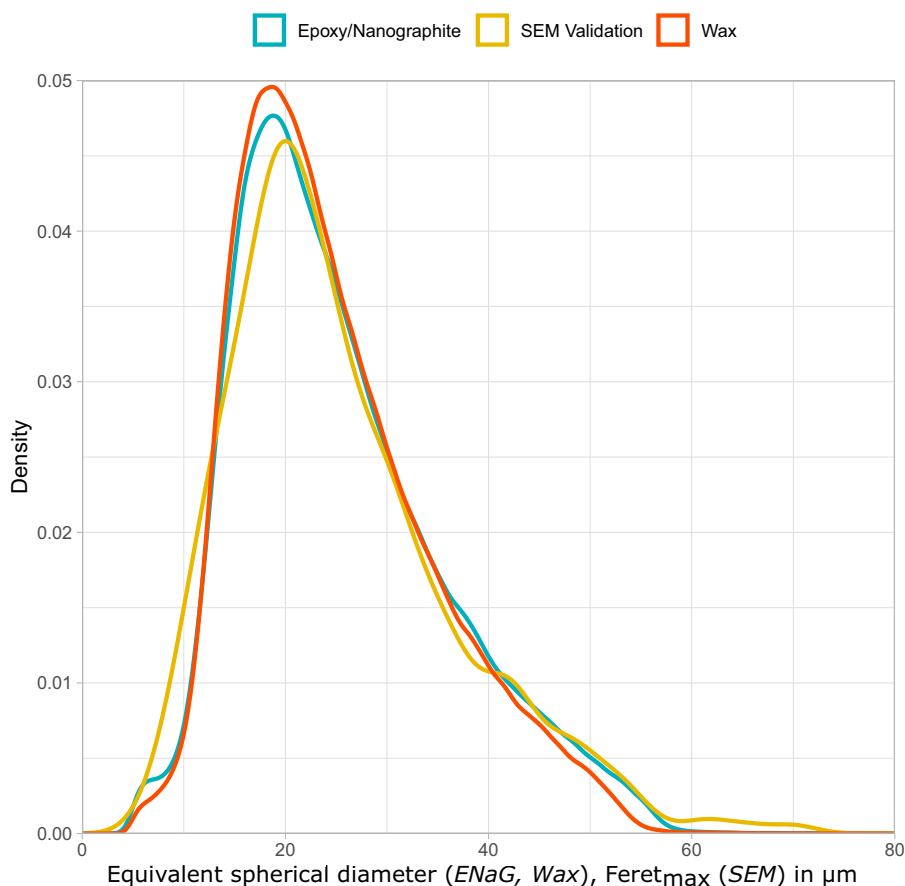 Epoxy/Nanographite SEM Validation Wax
0.05
0.04
0.03
Density
0.02
0.01
0.00
0 20 40 60 80
Equivalent spherical diameter (ENaG, Wax), Feretmax (SEM) in µm